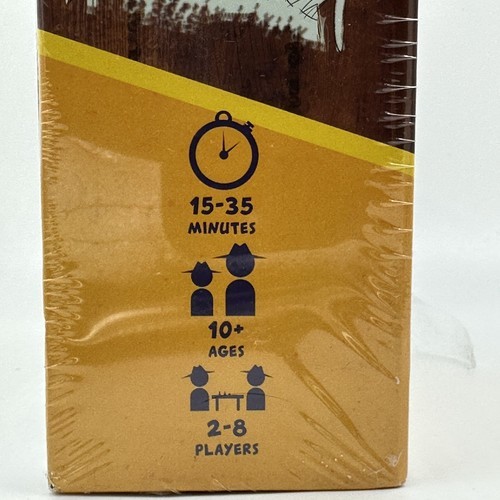 15-35
MINUTES
10+
AGES
2-8
PLAYERS